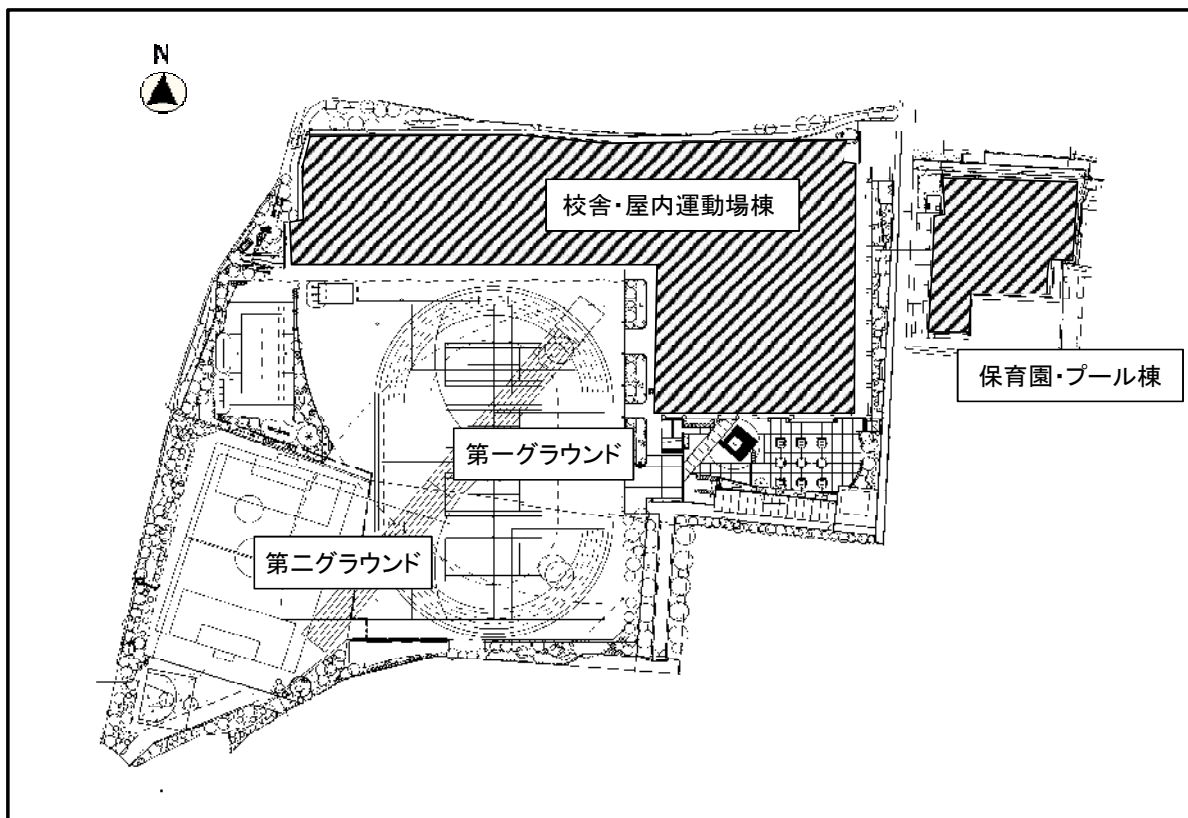 N
校舎・屋内運動場棟
保育園・プール棟
第一グラウンド
第二グラウンド